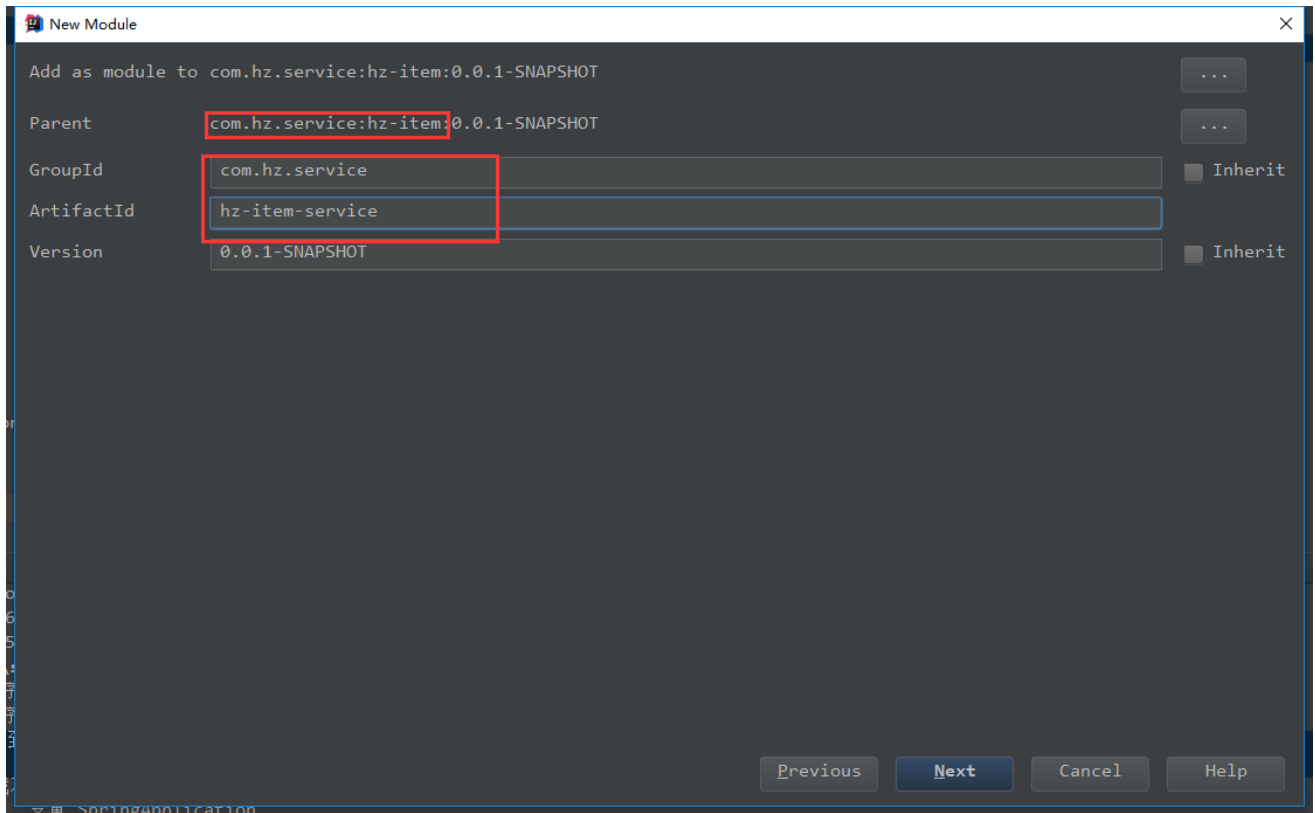 New Module
Add as module to com.hz.service:hz-item:0.0.1-SNAPSHOT ...
Parent com.hz.service:hz-item:0.0.1-SNAPSHOT ...
GroupId com.hz.service Inherit
ArtifactId hz-item-service
Version 0.0.1-SNAPSHOT Inherit
Previous Next Cancel Help
SpringApplication